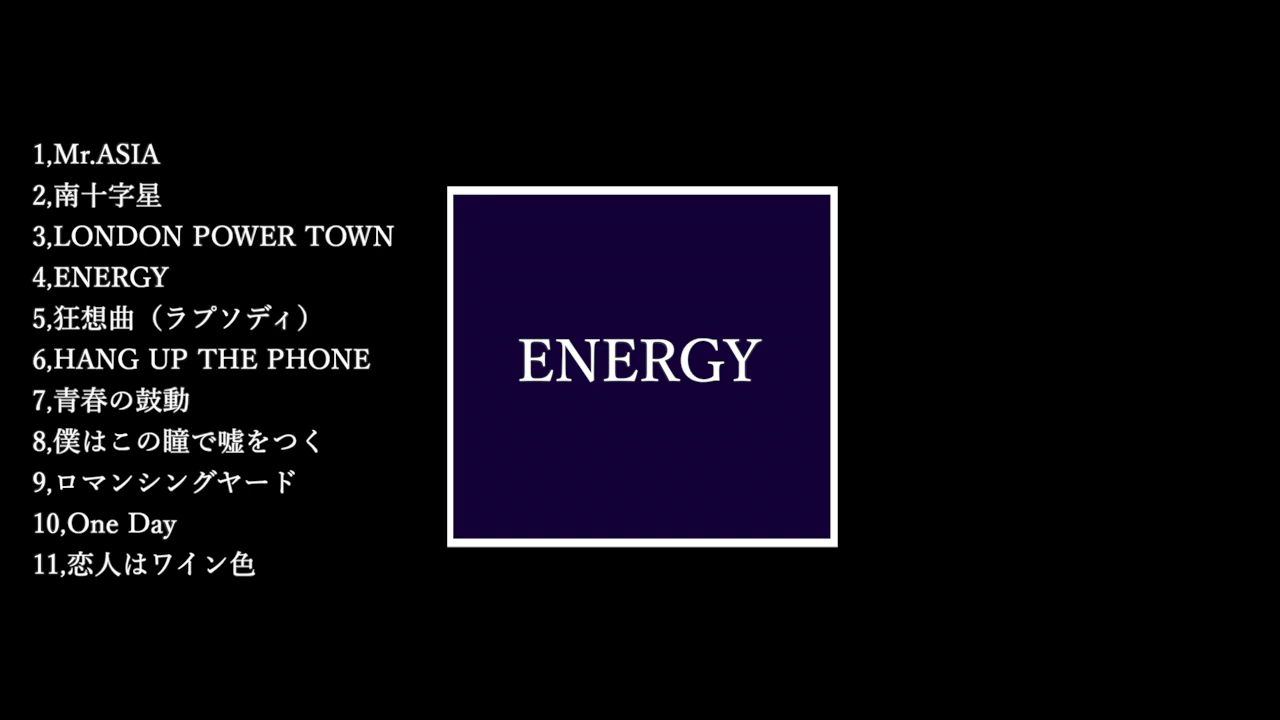 1,Mr.ASIA
2,南十字星
3,LONDON POWER TOWN
4,ENERGY
5,狂想曲（ラプソディ）
6,HANG UP THE PHONE
7,青春の鼓動
8,僕はこの瞳で嘘をつく
9,ロマンシングヤード
10,One Day
11,恋人はワイン色
ENERGY